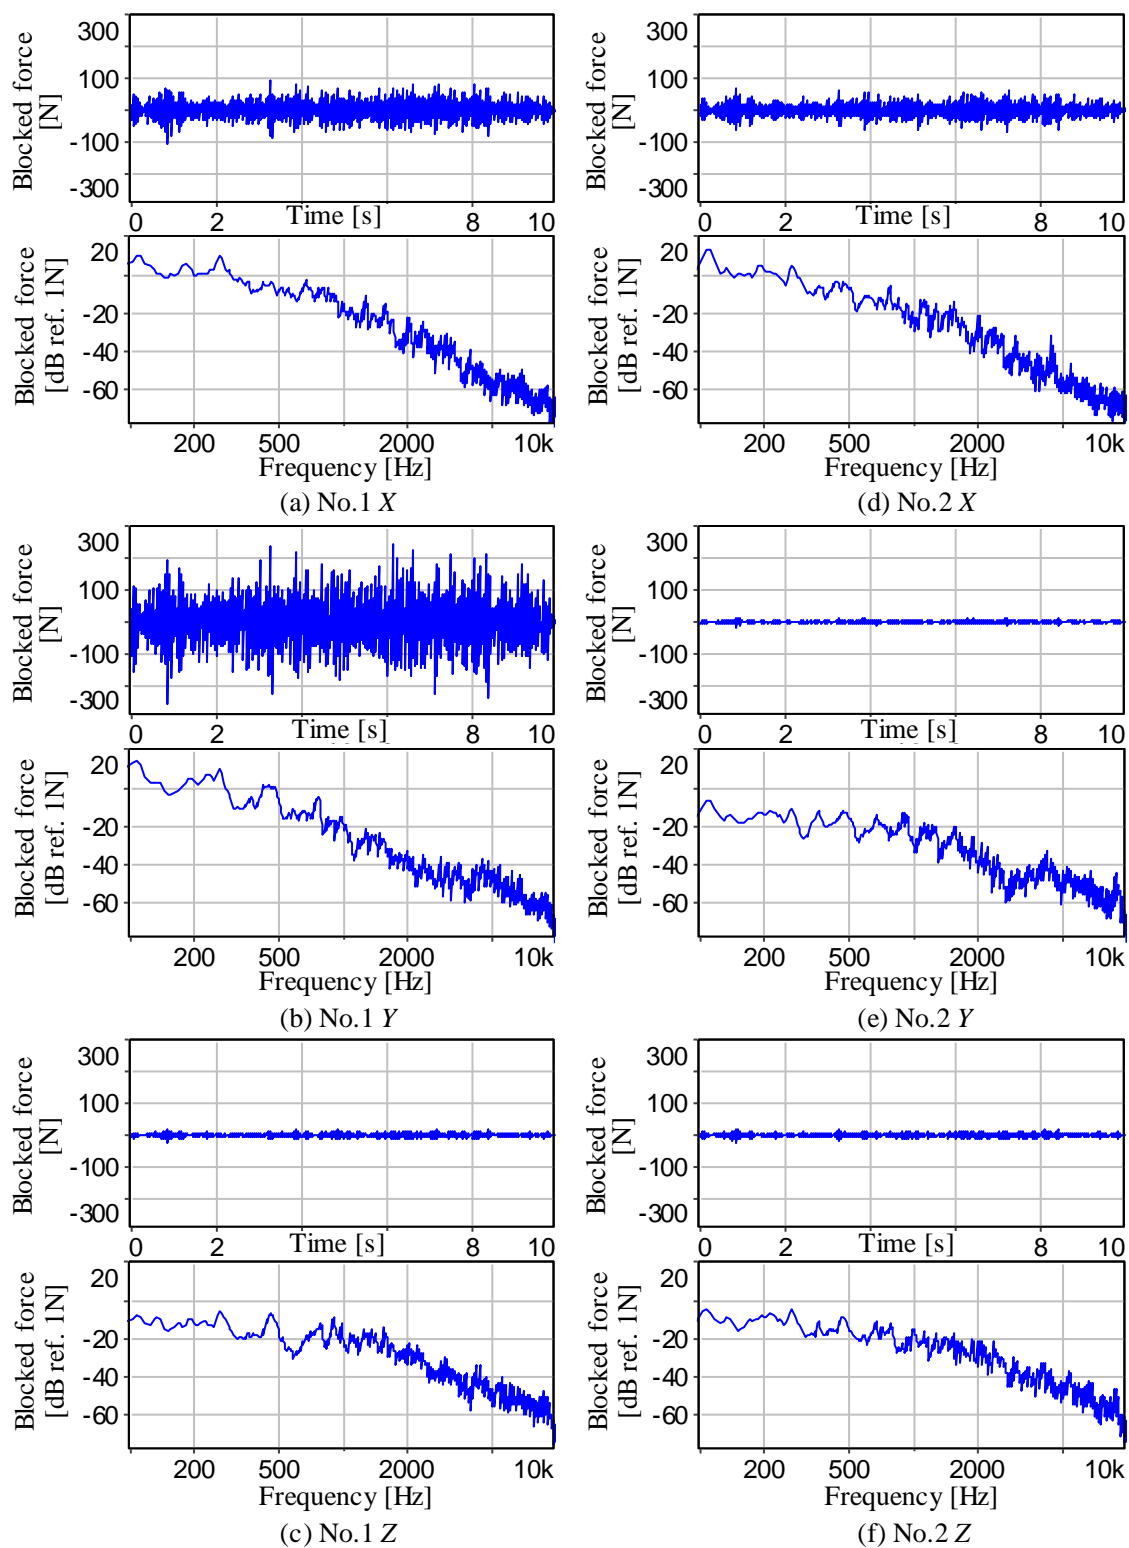 300
100
-100
-300
Blocked force
[N]
0 2 8 10
Time [s]
20
-20
-40
-60
Blocked force
[dB ref. 1N]
200 500 2000 10k
Frequency [Hz]
(a) No.1 X
300
100
-100
-300
Blocked force
[N]
0 2 8 10
Time [s]
20
-20
-40
-60
Blocked force
[dB ref. 1N]
200 500 2000 10k
Frequency [Hz]
(d) No.2 X
300
100
-100
-300
Blocked force
[N]
0 2 8 10
Time [s]
20
-20
-40
-60
Blocked force
[dB ref. 1N]
200 500 2000 10k
Frequency [Hz]
(b) No.1 Y
300
100
-100
-300
Blocked force
[N]
0 2 8 10
Time [s]
20
-20
-40
-60
Blocked force
[dB ref. 1N]
200 500 2000 10k
Frequency [Hz]
(e) No.2 Y
300
100
-100
-300
Blocked force
[N]
0 2 8 10
Time [s]
20
-20
-40
-60
Blocked force
[dB ref. 1N]
200 500 2000 10k
Frequency [Hz]
(c) No.1 Z
300
100
-100
-300
Blocked force
[N]
0 2 8 10
Time [s]
20
-20
-40
-60
Blocked force
[dB ref. 1N]
200 500 2000 10k
Frequency [Hz]
(f) No.2 Z